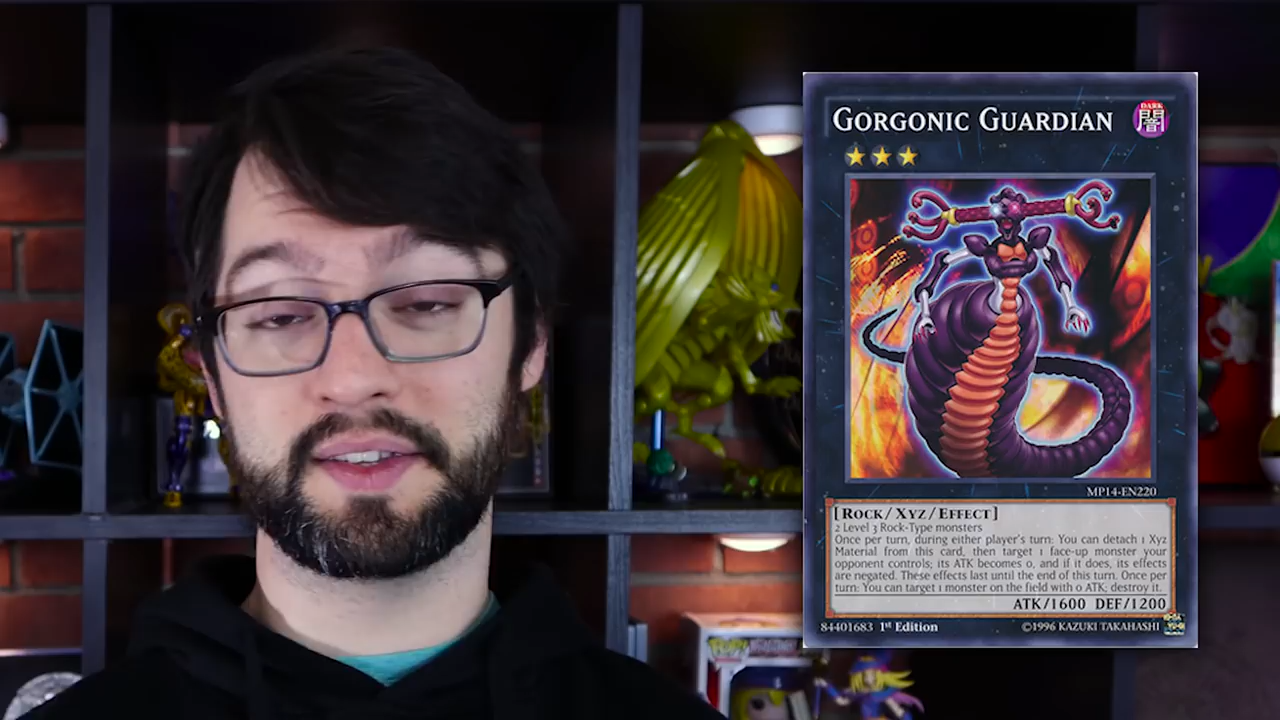 GORGONIC GUARDIAN
DARK
闇
MP14-EN220
[ROCK/XYZ/EFFECT]
2 Level 3 Rock-Type monsters
Once per turn, during either player's turn: You can detach 1 Xyz
Material from this card, then target 1 face-up monster your
opponent controls; its ATK becomes 0, and if it does, its effects
are negated. These effects last until the end of this turn. Once per
turn: You can target 1 monster on the field with 0 ATK; destroy it.
ATK/1600 DEF/1200
84401683 1st Edition ©1996 KAZUKI TAKAHASHI
POP!